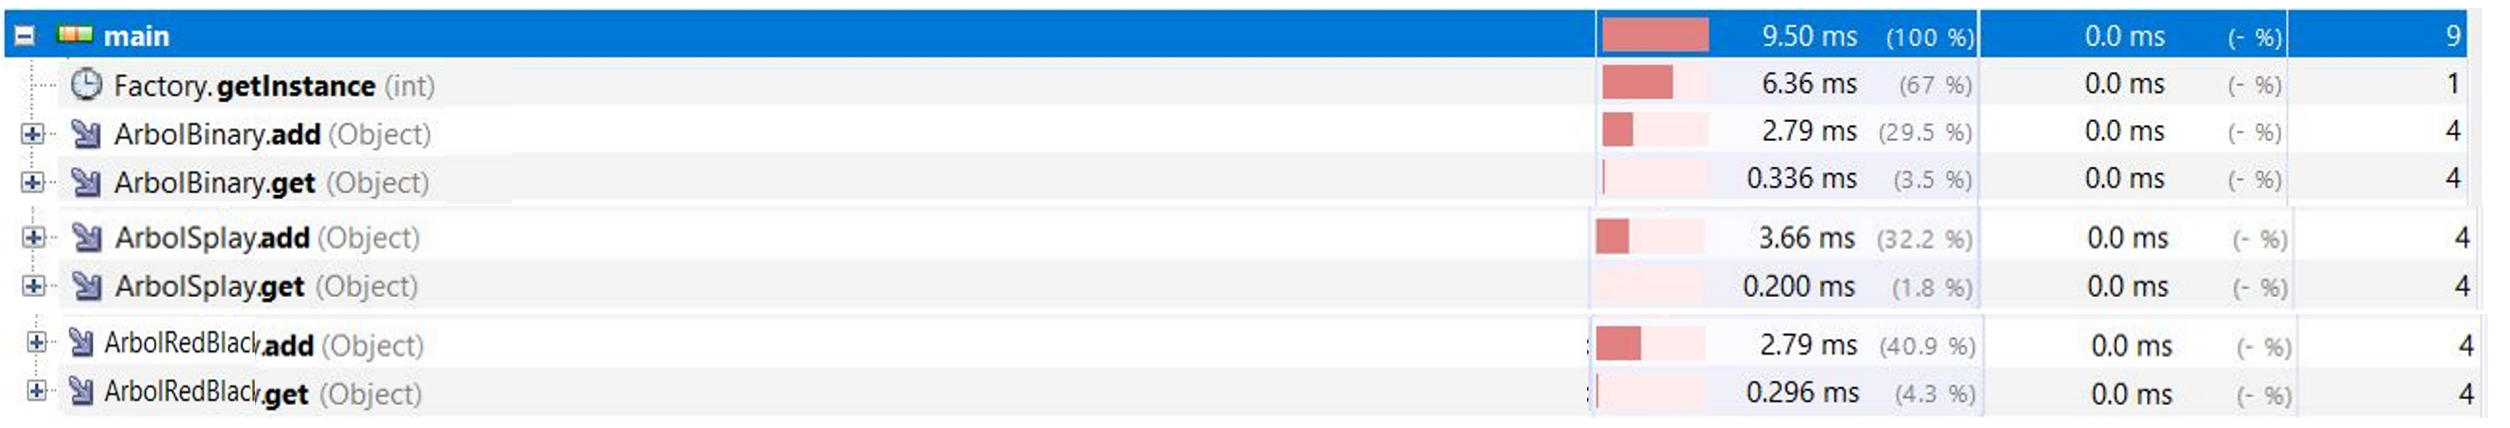 main 9.50 ms (100 %) 0.0 ms (- %) 9
Factory.getInstance (int) 6.36 ms (67 %) 0.0 ms (- %) 1
ArbolBinary.add (Object) 2.79 ms (29.5 %) 0.0 ms (- %) 4
ArbolBinary.get (Object) 0.336 ms (3.5 %) 0.0 ms (- %) 4
ArbolSplay.add (Object) 3.66 ms (32.2 %) 0.0 ms (- %) 4
ArbolSplay.get (Object) 0.200 ms (1.8 %) 0.0 ms (- %) 4
ArbolRedBlack.add (Object) 2.79 ms (40.9 %) 0.0 ms (- %) 4
ArbolRedBlack.get (Object) 0.296 ms (4.3 %) 0.0 ms (- %) 4